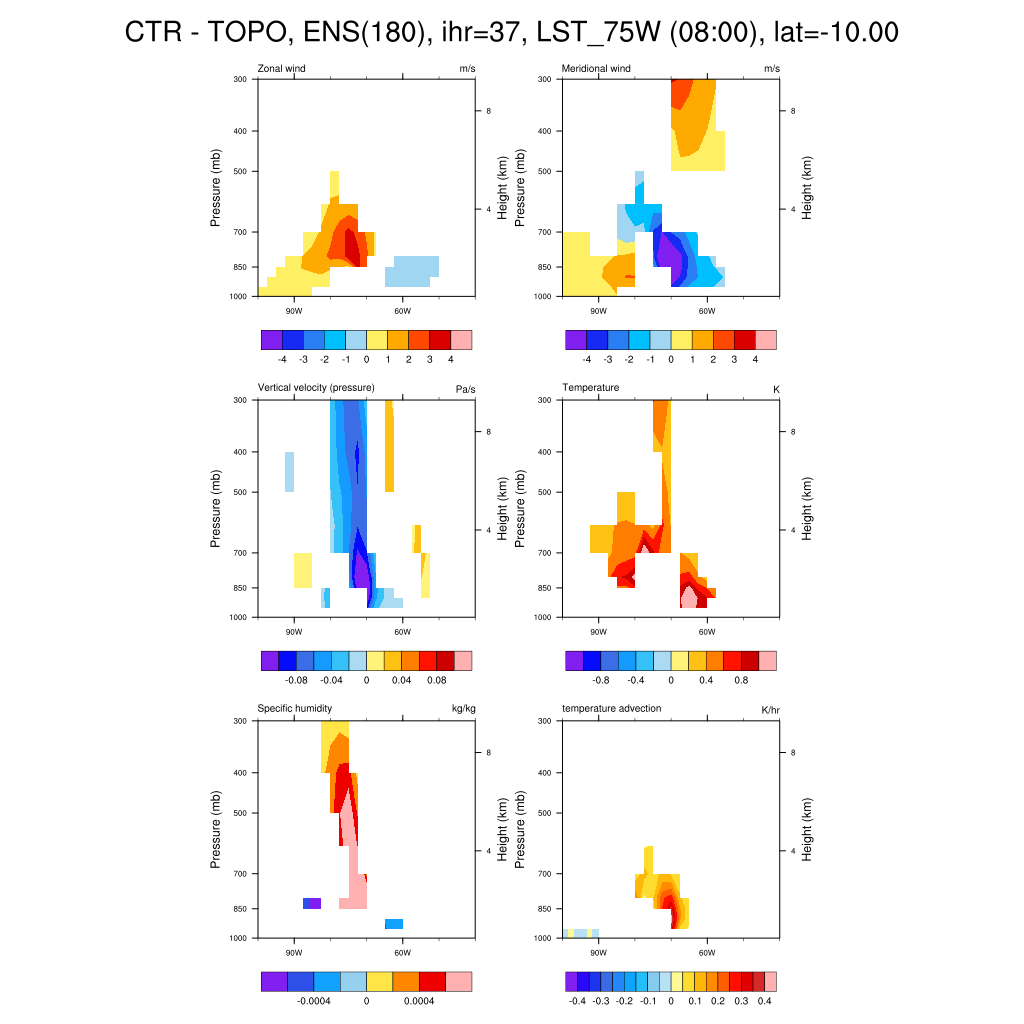 CTR - TOPO, ENS(180), ihr=37, LST_75W (08:00), lat=-10.00
Zonal wind m/s
Pressure (mb)
300
400
500
700
850
1000
90W 60W
8
4
Height (km)
-4 -3 -2 -1 0 1 2 3 4
Meridional wind m/s
Pressure (mb)
300
400
500
700
850
1000
90W 60W
8
4
Height (km)
-4 -3 -2 -1 0 1 2 3 4
Vertical velocity (pressure) Pa/s
Pressure (mb)
300
400
500
700
850
1000
90W 60W
8
4
Height (km)
-0.08 -0.04 0 0.04 0.08
Temperature K
Pressure (mb)
300
400
500
700
850
1000
90W 60W
8
4
Height (km)
-0.8 -0.4 0 0.4 0.8
Specific humidity kg/kg
Pressure (mb)
300
400
500
700
850
1000
90W 60W
8
4
Height (km)
-0.0004 0 0.0004
temperature advection K/hr
Pressure (mb)
300
400
500
700
850
1000
90W 60W
8
4
Height (km)
-0.4 -0.3 -0.2 -0.1 0 0.1 0.2 0.3 0.4